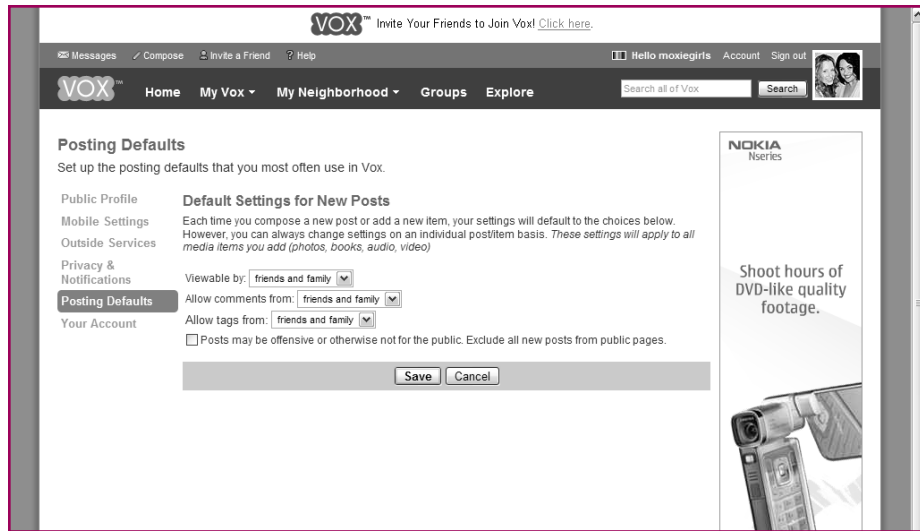 VOX™ Invite Your Friends to Join Vox! Click here.
Messages Compose Invite a Friend ? Help Hello moxiegirls Account Sign out
VOX™ Home My Vox My Neighborhood Groups Explore Search all of Vox Search
Posting Defaults
Set up the posting defaults that you most often use in Vox.
Public Profile
Mobile Settings
Outside Services
Privacy &
Notifications
Posting Defaults
Your Account
Default Settings for New Posts
Each time you compose a new post or add a new item, your settings will default to the choices below.
However, you can always change settings on an individual post/item basis. These settings will apply to all
media items you add (photos, books, audio, video)
Viewable by: friends and family
Allow comments from: friends and family
Allow tags from: friends and family
Posts may be offensive or otherwise not for the public. Exclude all new posts from public pages.
Save Cancel
NOKIA
Nseries
Shoot hours of
DVD-like quality
footage.